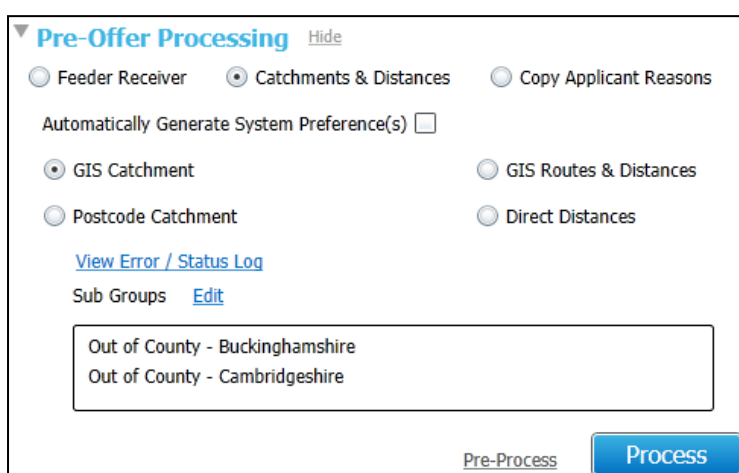 Pre-Offer Processing Hide
Feeder Receiver Catchments & Distances Copy Applicant Reasons
Automatically Generate System Preference(s)
GIS Catchment GIS Routes & Distances
Postcode Catchment Direct Distances
View Error / Status Log
Sub Groups Edit
Out of County - Buckinghamshire
Out of County - Cambridgeshire
Pre-Process Process